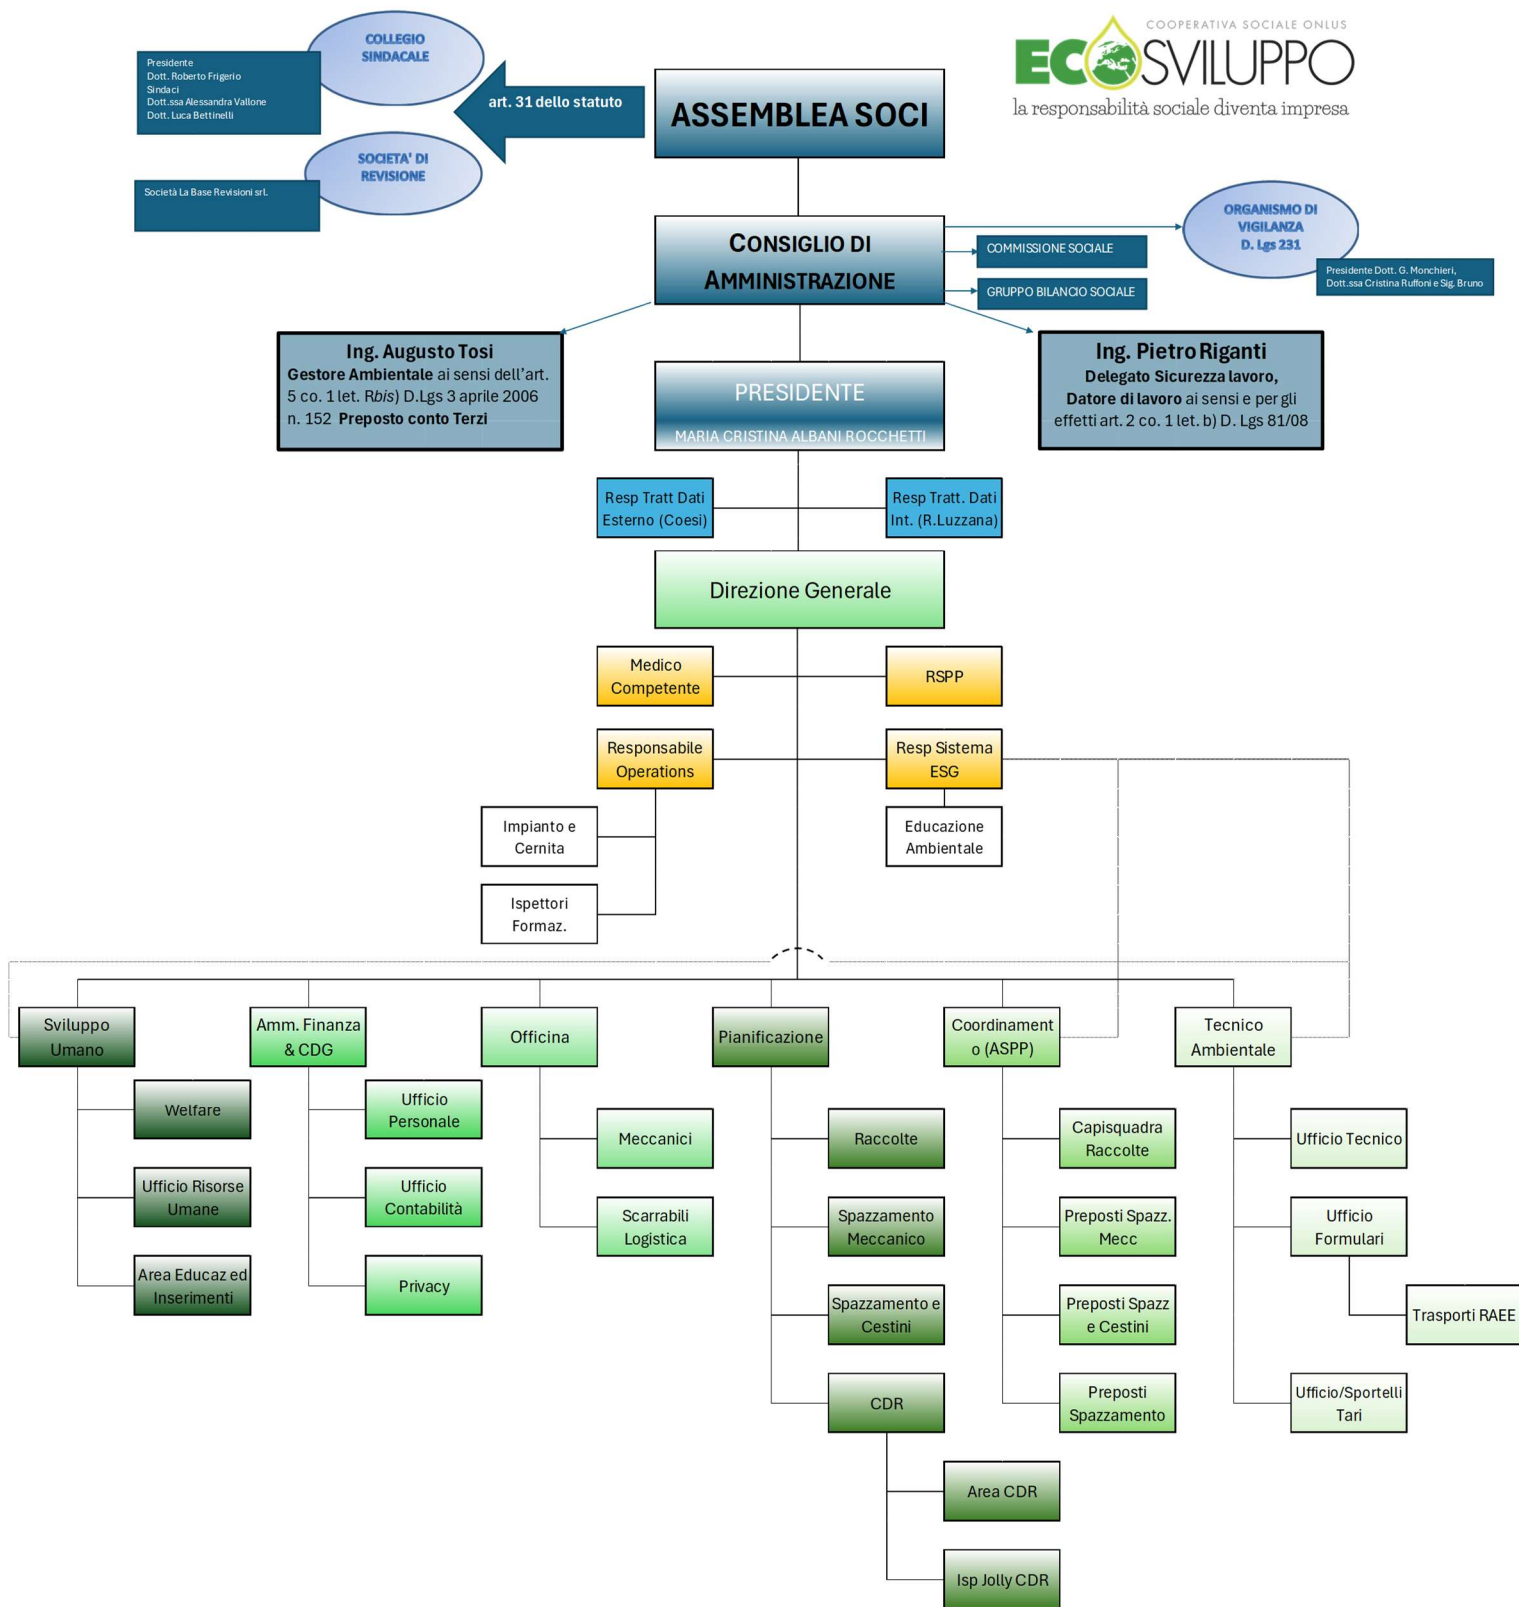 COLLEGIO
SINDACALE
Presidente
Dott. Roberto Frigerio
Sindaci
Dott.ssa Alessandra Vallone
Dott. Luca Bettinelli
SOCIETA' DI
REVISIONE
Società La Base Revisioni srl.
art. 31 dello statuto
ASSEMBLEA SOCI
COOPERATIVA SOCIALE ONLUS
ECOSVILUPPO
la responsabilità sociale diventa impresa
CONSIGLIO DI
AMMINISTRAZIONE
COMMISSIONE SOCIALE
GRUPPO BILANCIO SOCIALE
ORGANISMO DI
VIGILANZA
D. Lgs 231
Presidente Dott. G. Monchieri,
Dott.ssa Cristina Ruffoni e Sig. Bruno
Ing. Augusto Tosi
Gestore Ambientale ai sensi dell'art.
5 co. 1 let. Rbis) D.Lgs 3 aprile 2006
n. 152 Preposto conto Terzi
PRESIDENTE
MARIA CRISTINA ALBANI ROCCHETTI
Ing. Pietro Riganti
Delegato Sicurezza lavoro,
Datore di lavoro ai sensi e per gli
effetti art. 2 co. 1 let. b) D. Lgs 81/08
Resp Tratt Dati
Esterno (Coesi)
Resp Tratt. Dati
Int. (R.Luzzana)
Direzione Generale
Medico
Competente
RSPP
Responsabile
Operations
Resp Sistema
ESG
Impianto e
Cernita
Educazione
Ambientale
Ispettori
Formaz.
Sviluppo
Umano
Amm. Finanza
& CDG
Officina
Pianificazione
Coordinament
o (ASPP)
Tecnico
Ambientale
Welfare
Ufficio Risorse
Umane
Area Educaz ed
Inserimenti
Ufficio
Personale
Ufficio
Contabilità
Privacy
Meccanici
Scarrabili
Logistica
Raccolte
Spazzamento
Meccanico
Spazzamento e
Cestini
CDR
Area CDR
Isp Jolly CDR
Capisquadra
Raccolte
Preposti Spazz.
Mecc
Preposti Spazz
e Cestini
Preposti
Spazzamento
Ufficio Tecnico
Ufficio
Formulari
Trasporti RAEE
Ufficio/Sportelli
Tari